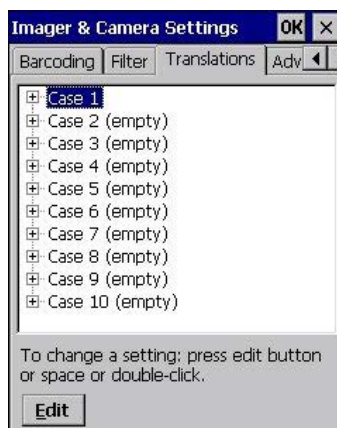 Imager & Camera Settings OK ×
Barcoding Filter Translations Adv
Case 1
Case 2 (empty)
Case 3 (empty)
Case 4 (empty)
Case 5 (empty)
Case 6 (empty)
Case 7 (empty)
Case 8 (empty)
Case 9 (empty)
Case 10 (empty)
To change a setting: press edit button
or space or double-click.
Edit